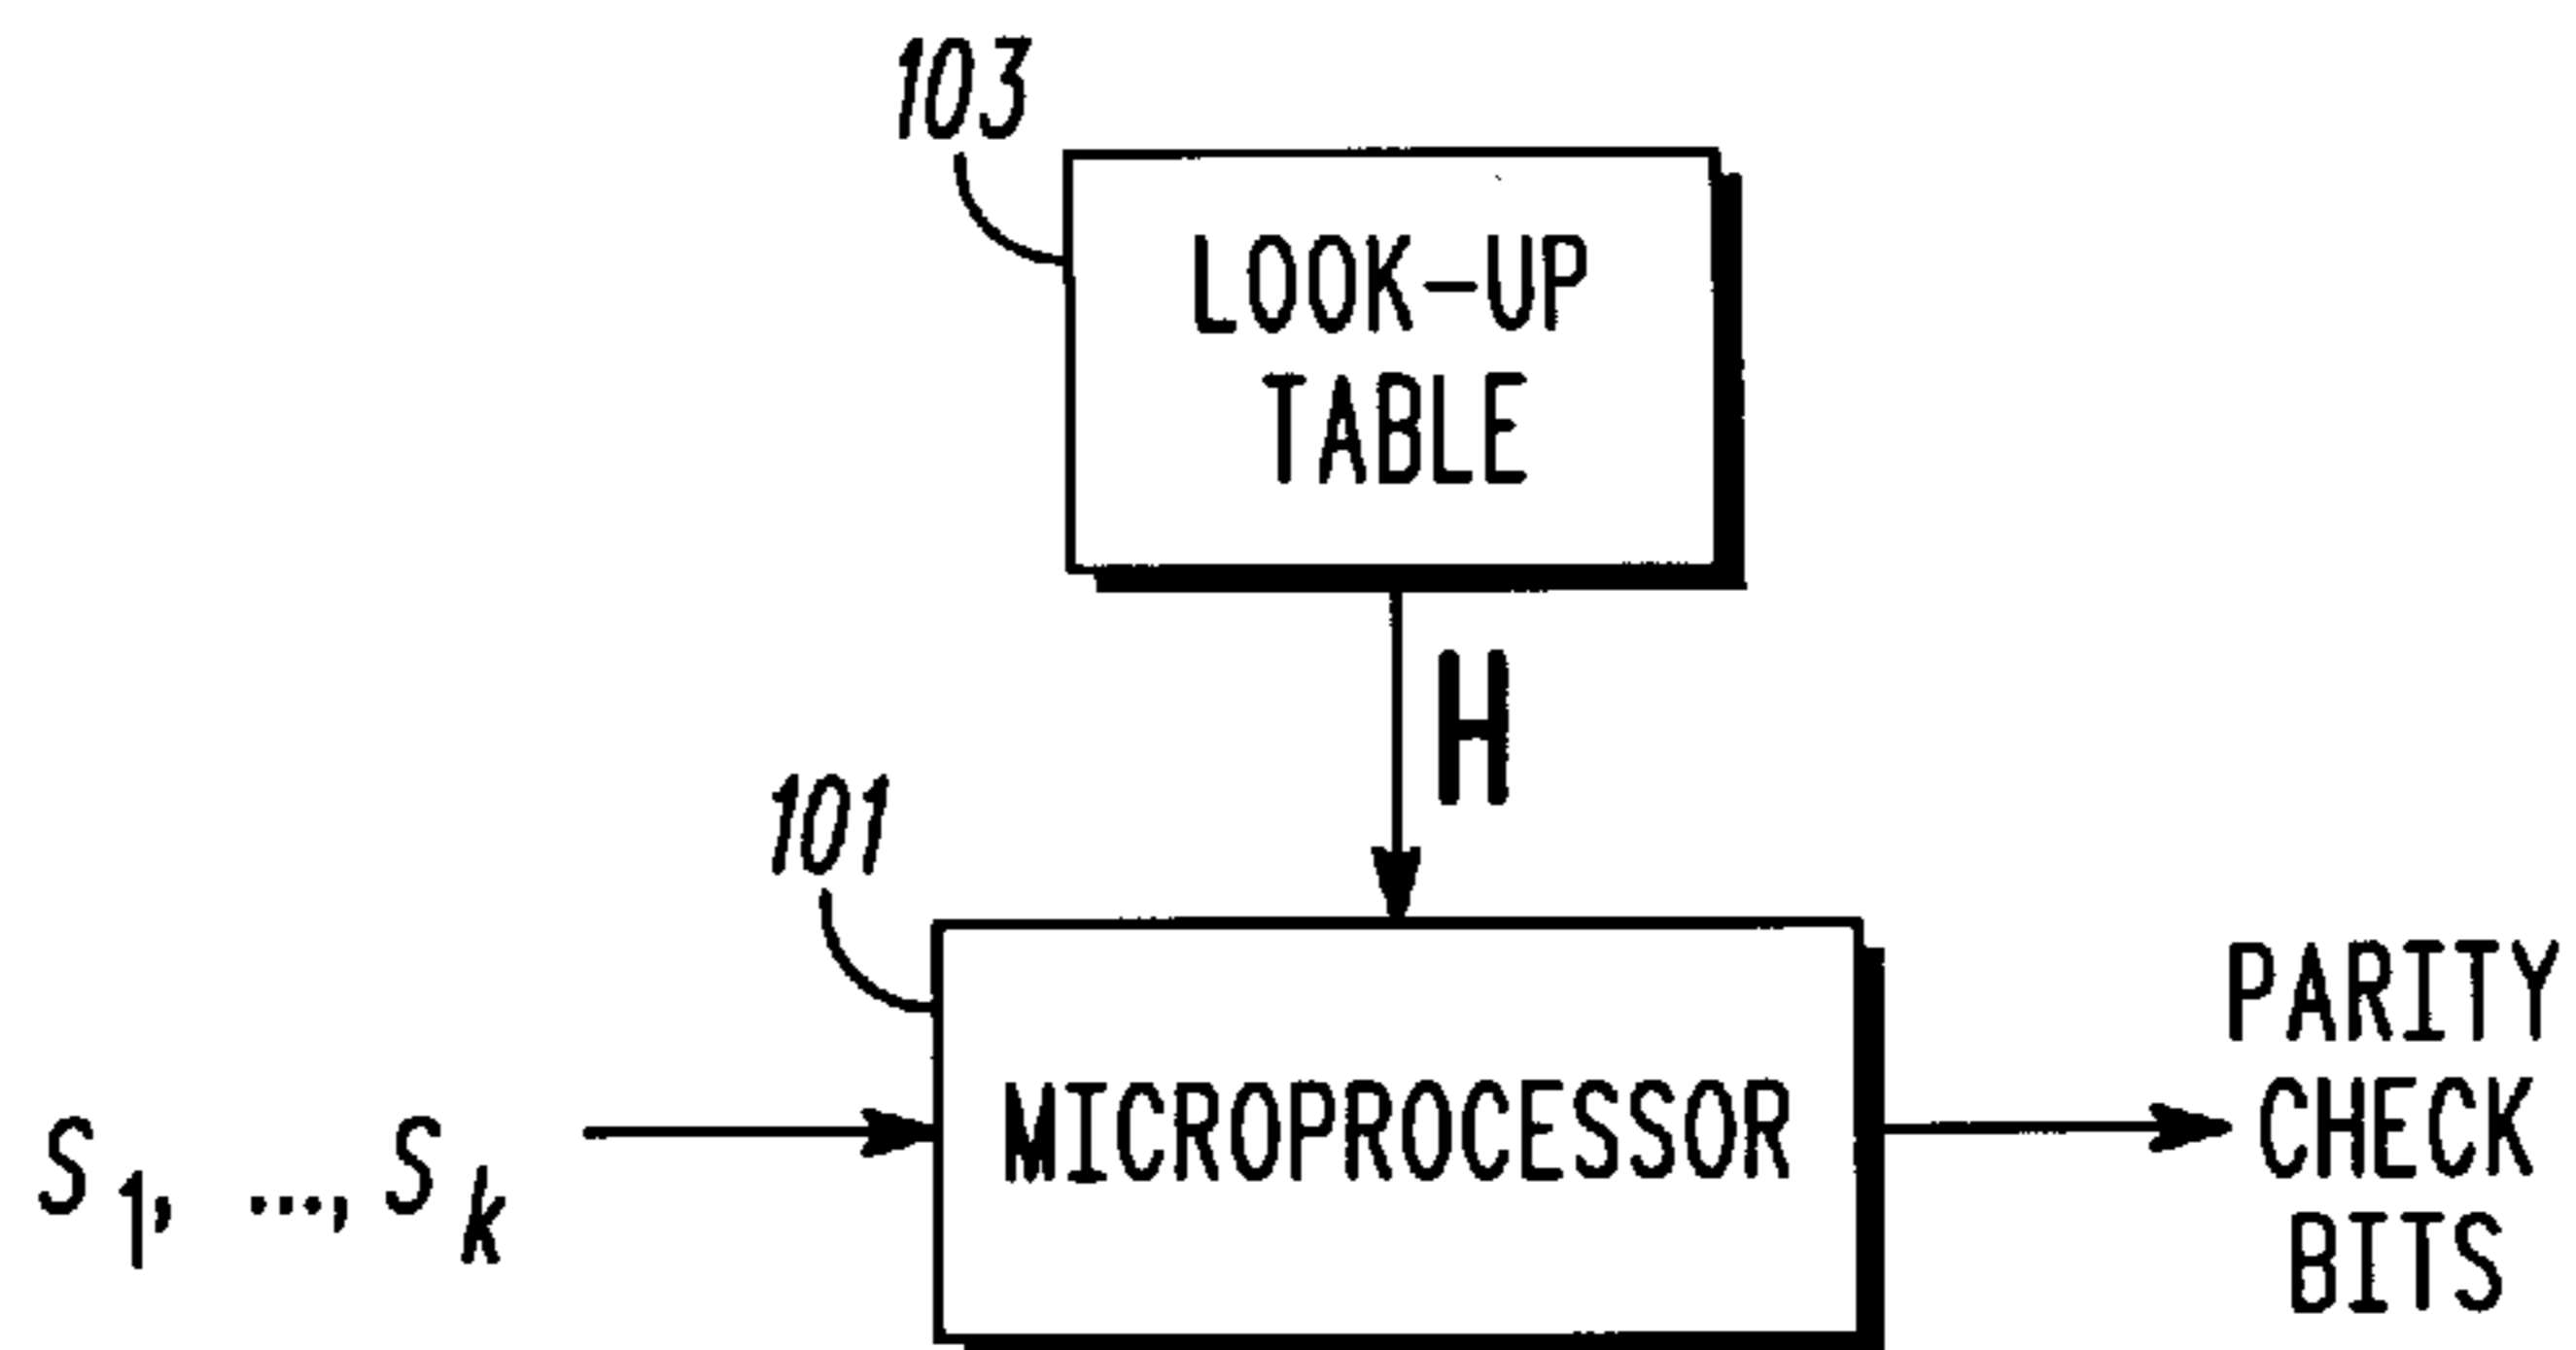 103
LOOK-UP
TABLE
H
101
MICROPROCESSOR
S1, ..., Sk
PARITY
CHECK
BITS